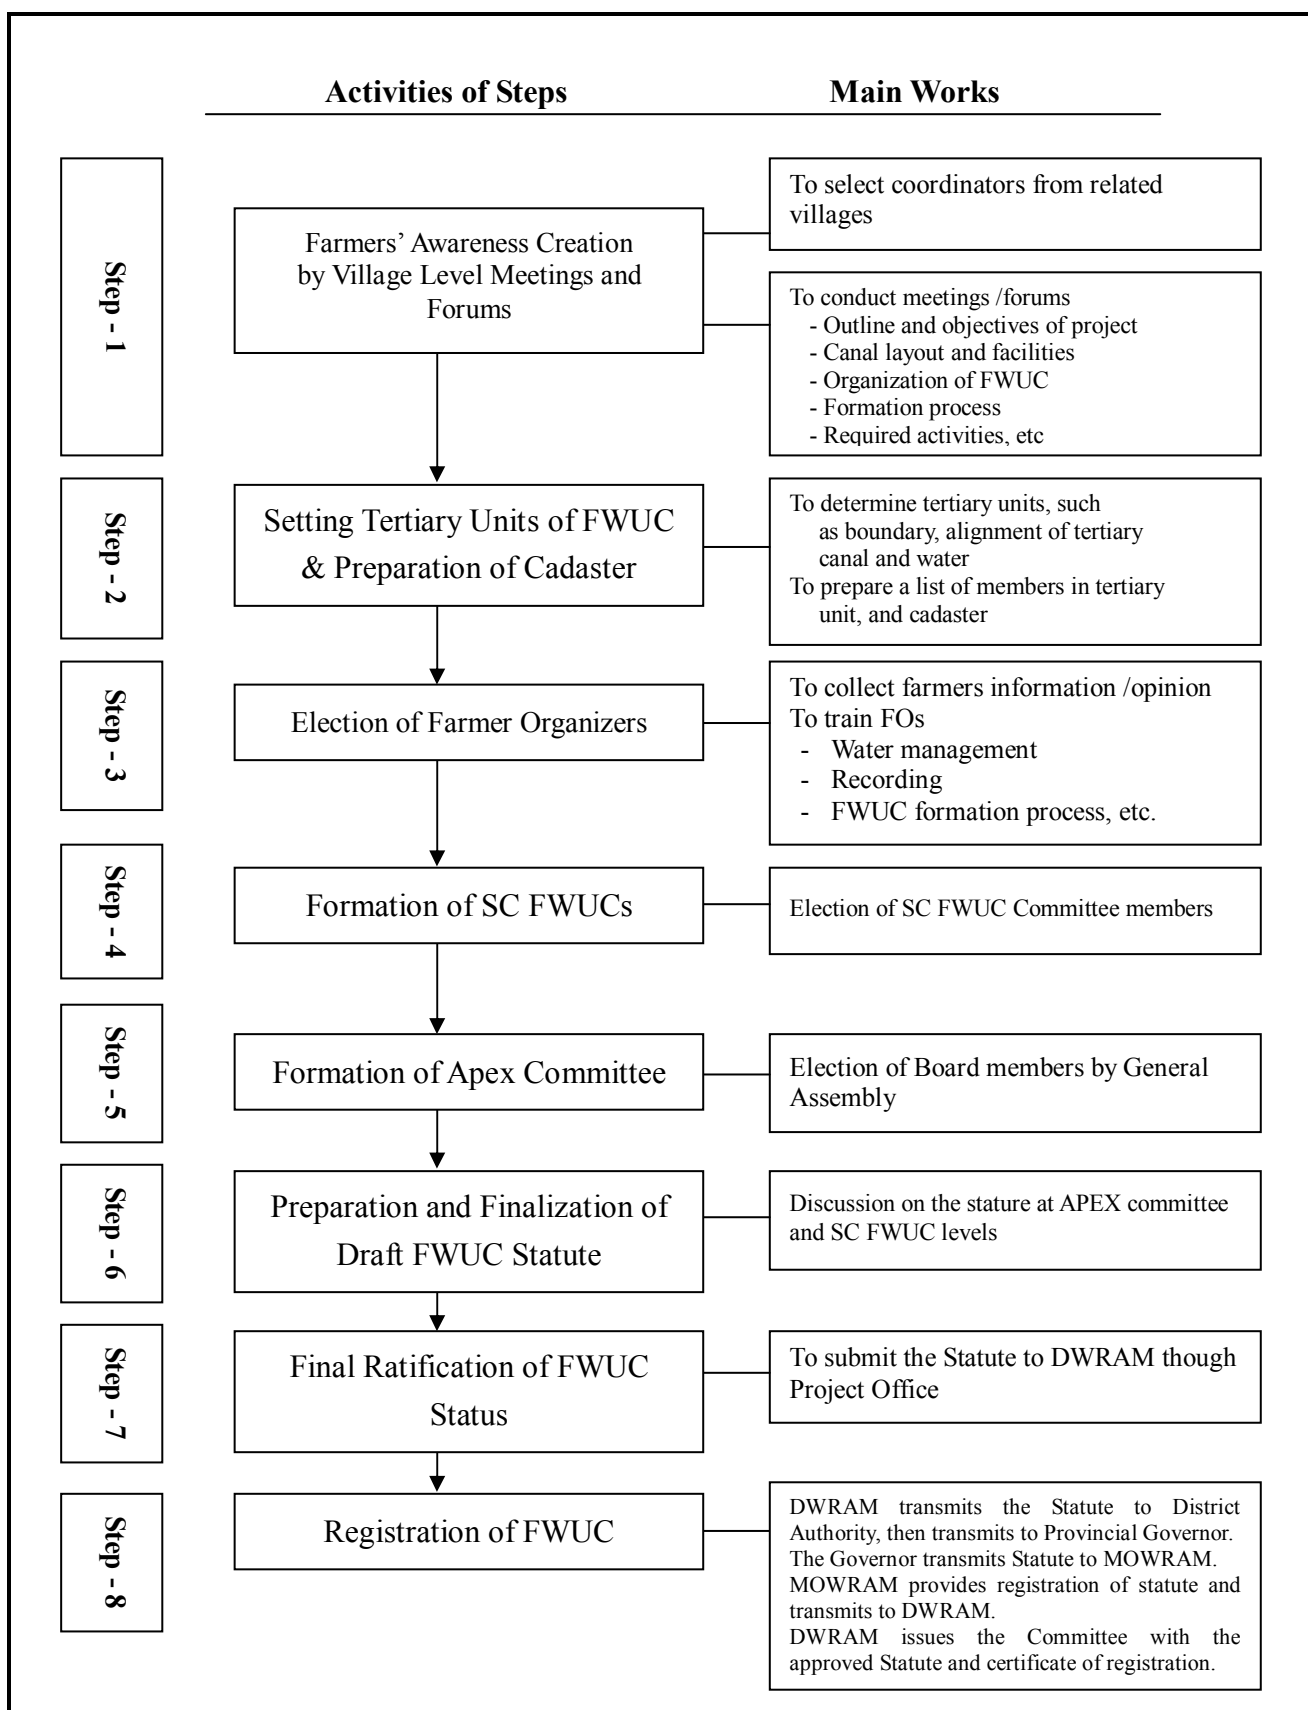 Activities of Steps
Main Works
Step - 1
Farmers' Awareness Creation
by Village Level Meetings and
Forums
To select coordinators from related
villages
To conduct meetings /forums
- Outline and objectives of project
- Canal layout and facilities
- Organization of FWUC
- Formation process
- Required activities, etc
Step - 2
Setting Tertiary Units of FWUC
& Preparation of Cadaster
To determine tertiary units, such
as boundary, alignment of tertiary
canal and water
To prepare a list of members in tertiary
unit, and cadaster
Step - 3
Election of Farmer Organizers
To collect farmers information /opinion
To train FOs
- Water management
- Recording
- FWUC formation process, etc.
Step - 4
Formation of SC FWUCs
Election of SC FWUC Committee members
Step - 5
Formation of Apex Committee
Election of Board members by General
Assembly
Step - 6
Preparation and Finalization of
Draft FWUC Statute
Discussion on the stature at APEX committee
and SC FWUC levels
Step - 7
Final Ratification of FWUC
Status
To submit the Statute to DWRAM though
Project Office
Step - 8
Registration of FWUC
DWRAM transmits the Statute to District
Authority, then transmits to Provincial Governor.
The Governor transmits Statute to MOWRAM.
MOWRAM provides registration of statute and
transmits to DWRAM.
DWRAM issues the Committee with the
approved Statute and certificate of registration.